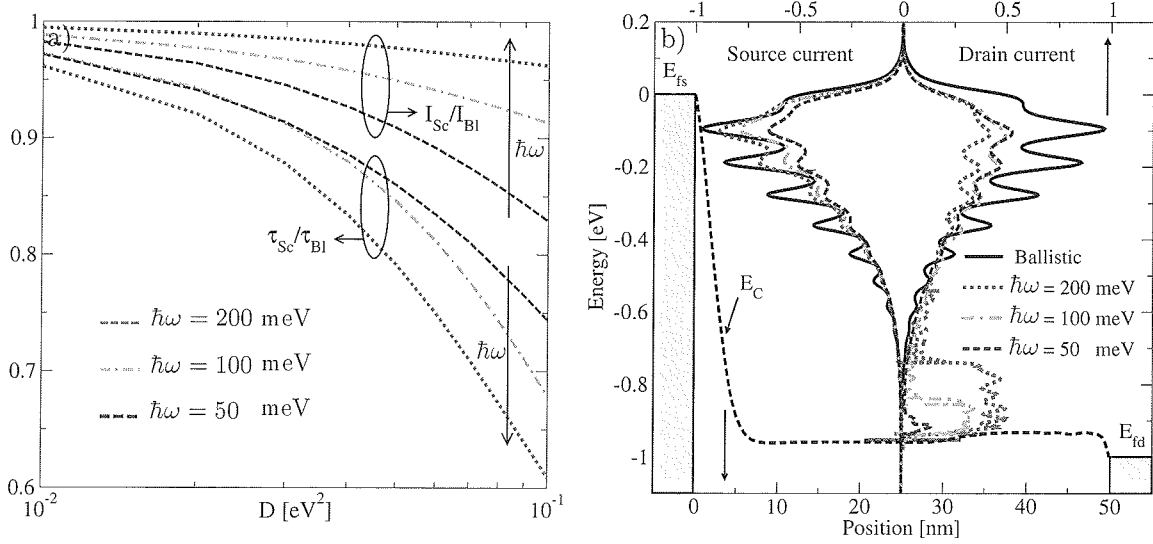 a)
1
0.9
0.8
0.7
0.6
10⁻²
10⁻¹
D [eV²]
I_Sc/I_Bl
ℏω
τ_Sc/τ_Bl
ℏω
ℏω = 200 meV
ℏω = 100 meV
ℏω = 50 meV
b)
-1
-0.5
0
0.5
1
0.2
0
-0.2
-0.4
-0.6
-0.8
-1
Energy [eV]
Source current
Drain current
E_fs
E_C
Ballistic
ℏω = 200 meV
ℏω = 100 meV
ℏω = 50 meV
E_fd
0
10
20
30
40
50
Position [nm]